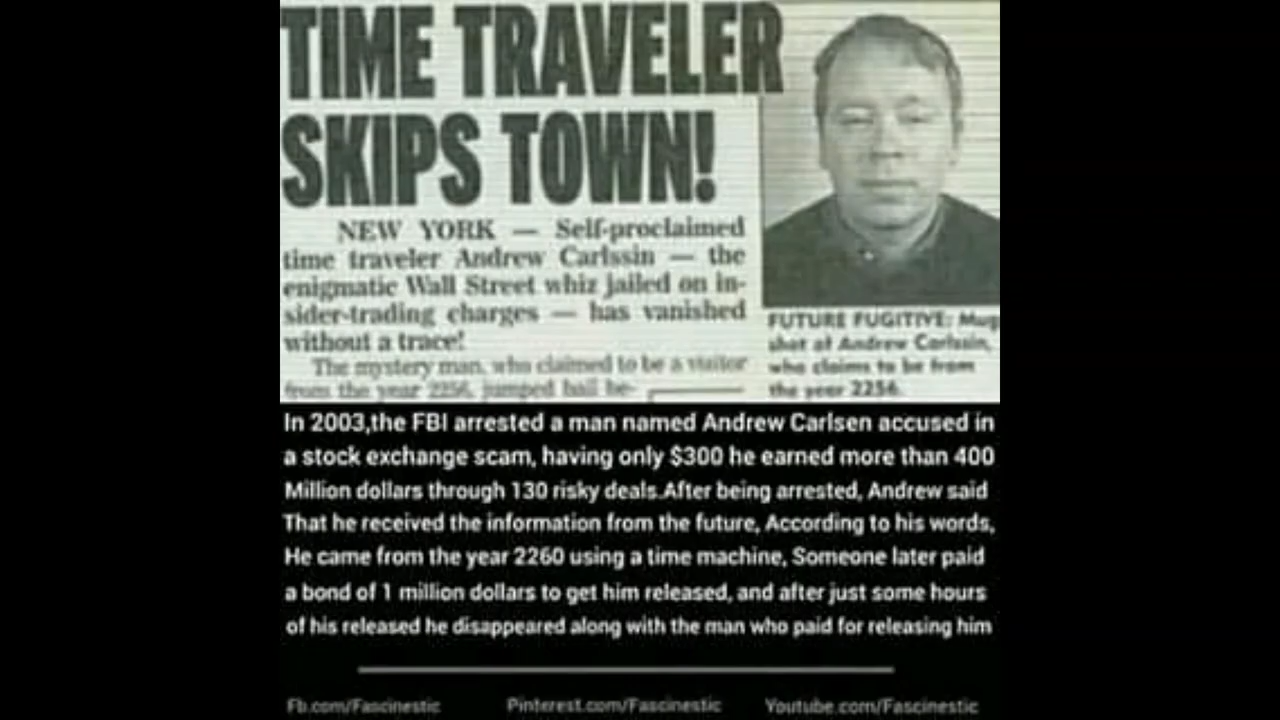 TIME TRAVELER
SKIPS TOWN!
NEW YORK — Self-proclaimed
time traveler Andrew Carlssin — the
enigmatic Wall Street whiz jailed on in-
sider-trading charges — has vanished
without a trace!
The mystery man, who claimed to be a visitor
from the year 2256, jumped bail be-
FUTURE FUGITIVE: Mug
shot of Andrew Carlssin,
who claims to be from
the year 2256.
In 2003,the FBI arrested a man named Andrew Carlsen accused in
a stock exchange scam, having only $300 he earned more than 400
Million dollars through 130 risky deals.After being arrested, Andrew said
That he received the information from the future, According to his words,
He came from the year 2260 using a time machine, Someone later paid
a bond of 1 million dollars to get him released, and after just some hours
of his released he disappeared along with the man who paid for releasing him
Fb.com/Fascinestic
Pinterest.com/Fascinestic
Youtube.com/Fascinestic